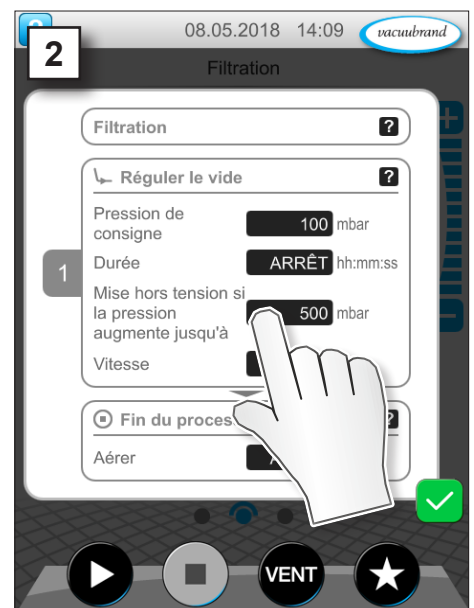 08.05.2018 14:09 vacuubrand
2
Filtration
Filtration ?
Réguler le vide ?
Pression de
consigne
100 mbar
1
Durée ARRÊT hh:mm:ss
Mise hors tension si
la pression
augmente jusqu'à
500 mbar
Vitesse
Fin du
Aérer
VENT